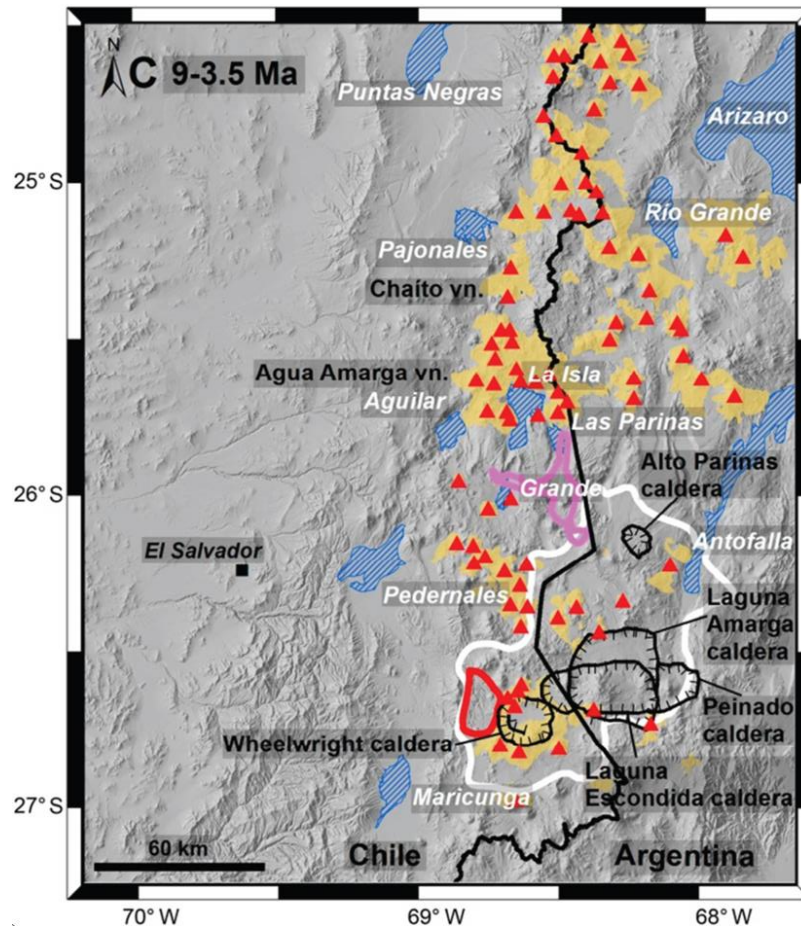 N
C 9-3.5 Ma
Puntas Negras
Arizaro
25° S
Río Grande
Pajonales
Chaíto vn.
Agua Amarga vn.
La Isla
Aguilar
Las Parinas
Alto Parinas
caldera
26° S
Grande
El Salvador
Antofalla
Pedernales
Laguna
Amarga
caldera
Peinado
caldera
Wheelwright caldera
Laguna
Escondida caldera
27° S
Maricunga
60 km
Chile
Argentina
70° W
69° W
68° W